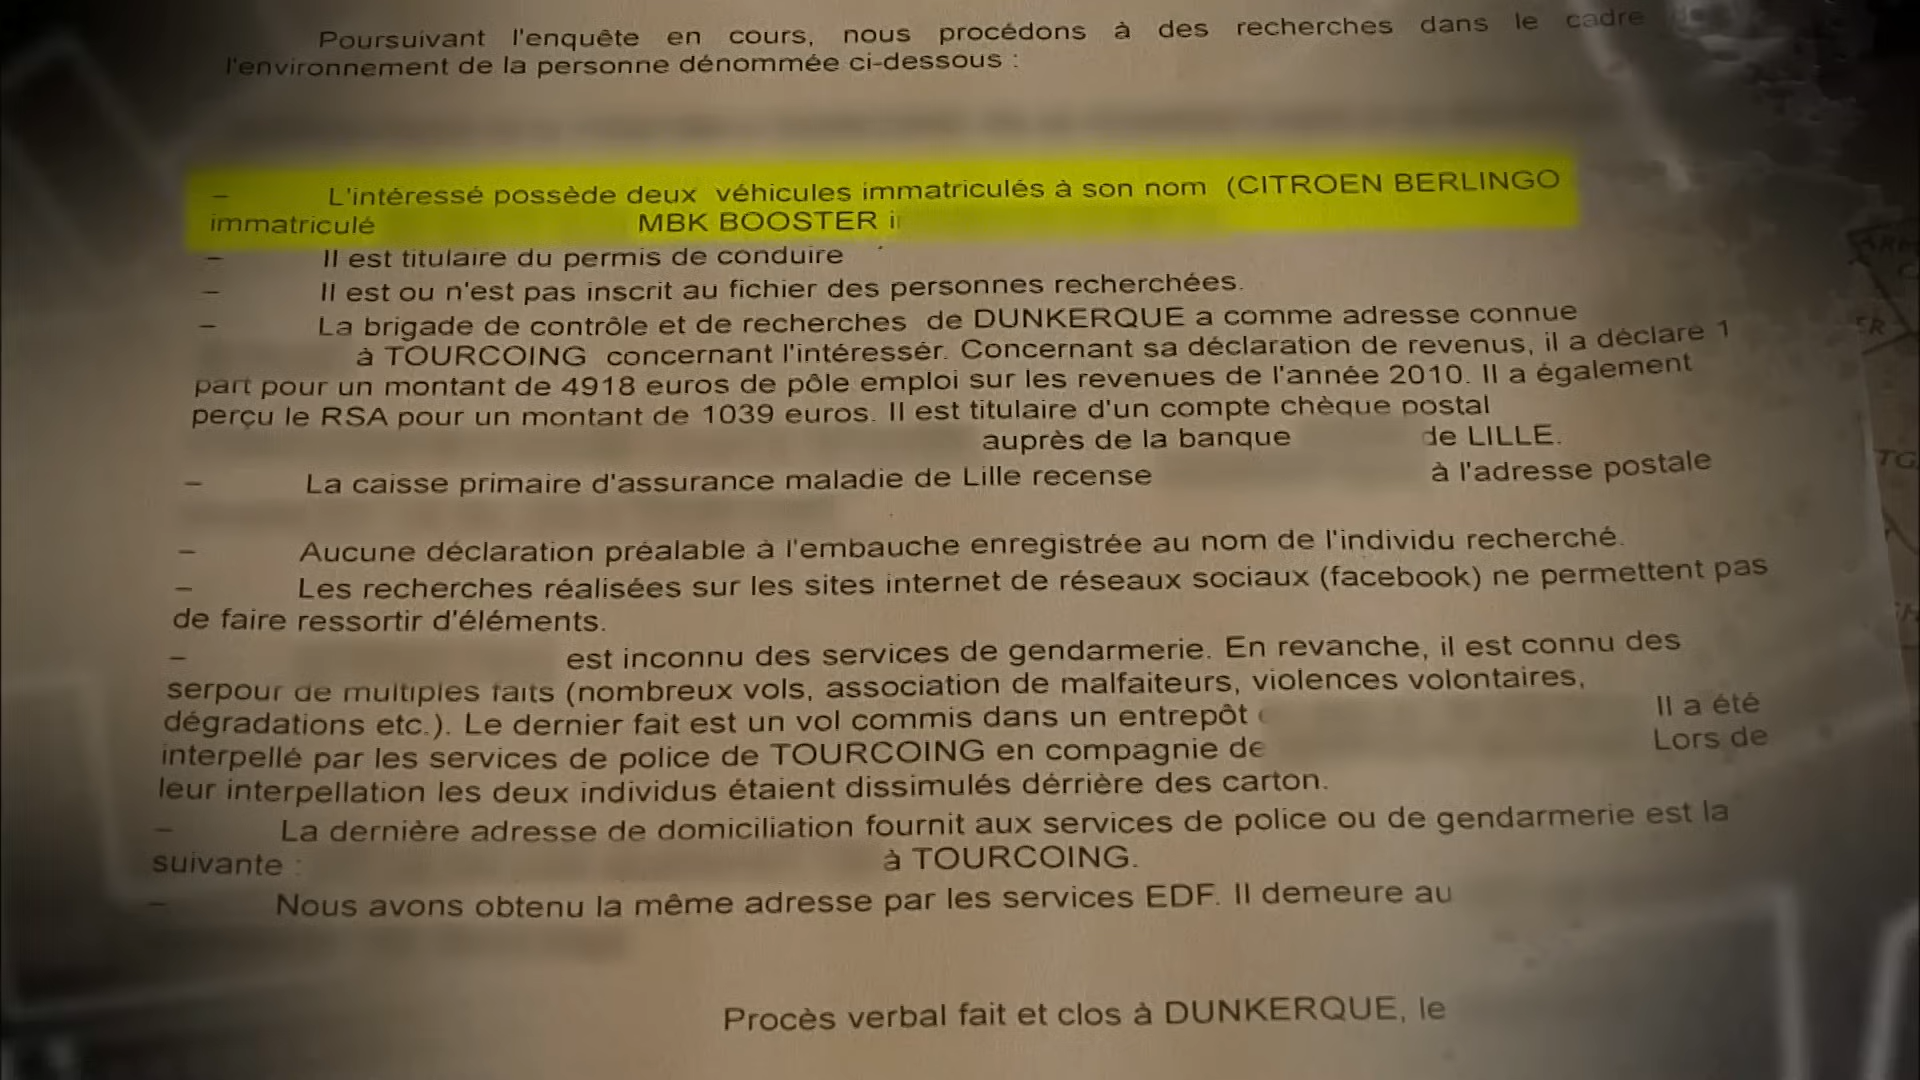 Poursuivant l'enquête en cours, nous procédons à des recherches dans le cadre
l'environnement de la personne dénommée ci-dessous :
– L'intéressé possède deux véhicules immatriculés à son nom (CITROEN BERLINGO
immatriculé MBK BOOSTER i
– Il est titulaire du permis de conduire
– Il est ou n'est pas inscrit au fichier des personnes recherchées.
– La brigade de contrôle et de recherches de DUNKERQUE a comme adresse connue
à TOURCOING concernant l'intéressér. Concernant sa déclaration de revenus, il a déclare 1
part pour un montant de 4918 euros de pôle emploi sur les revenues de l'année 2010. Il a également
perçu le RSA pour un montant de 1039 euros. Il est titulaire d'un compte chèque postal
auprès de la banque de LILLE.
– La caisse primaire d'assurance maladie de Lille recense à l'adresse postale
– Aucune déclaration préalable à l'embauche enregistrée au nom de l'individu recherché.
– Les recherches réalisées sur les sites internet de réseaux sociaux (facebook) ne permettent pas
de faire ressortir d'éléments.
– est inconnu des services de gendarmerie. En revanche, il est connu des
serpour de multiples faits (nombreux vols, association de malfaiteurs, violences volontaires,
dégradations etc.). Le dernier fait est un vol commis dans un entrepôt Il a été
interpellé par les services de police de TOURCOING en compagnie de Lors de
leur interpellation les deux individus étaient dissimulés dérrière des carton.
– La dernière adresse de domiciliation fournit aux services de police ou de gendarmerie est la
suivante : à TOURCOING.
– Nous avons obtenu la même adresse par les services EDF. Il demeure au
Procès verbal fait et clos à DUNKERQUE, le